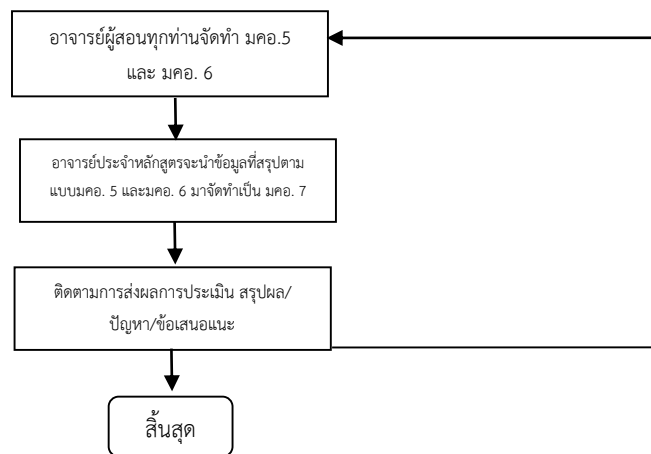 อาจารย์ผู้สอนทุกท่านจัดทำ มคอ.5
และ มคอ. 6
อาจารย์ประจำหลักสูตรจะนำข้อมูลที่สรุปตาม
แบบมคอ. 5 และมคอ. 6 มาจัดทำเป็น มคอ. 7
ติดตามการส่งผลการประเมิน สรุปผล/
ปัญหา/ข้อเสนอแนะ
สิ้นสุด